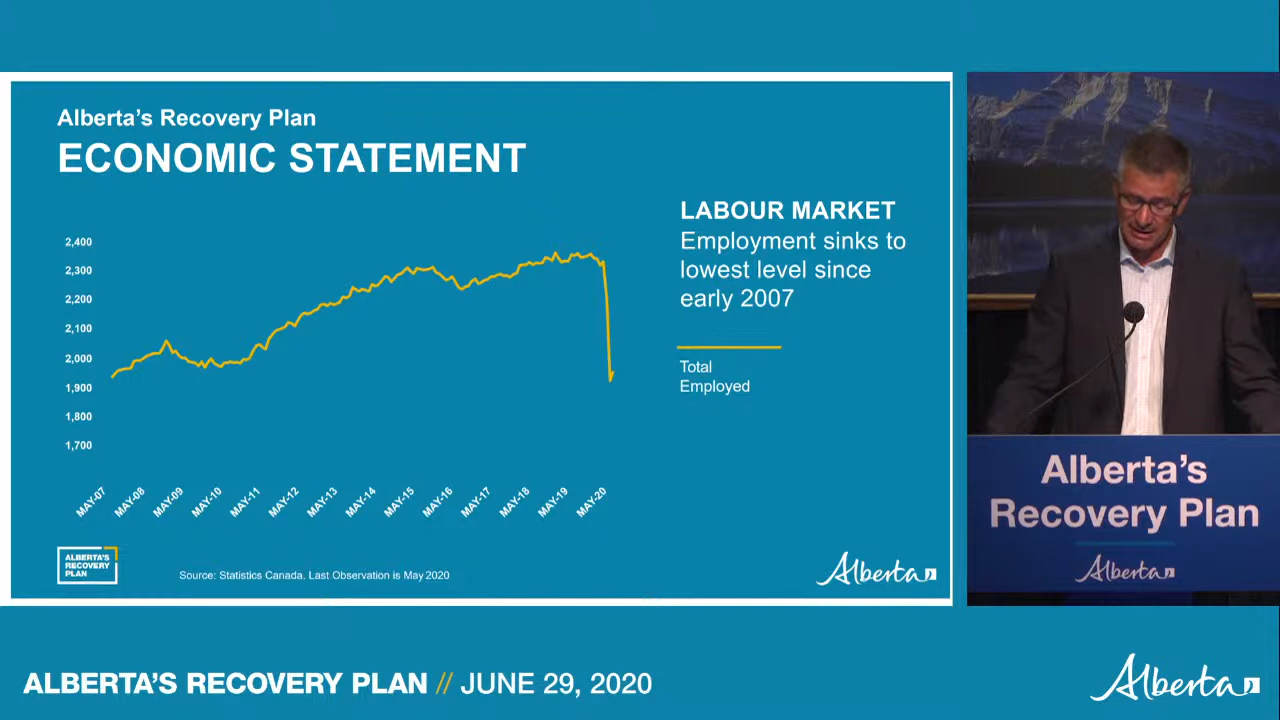 Alberta's Recovery Plan
ECONOMIC STATEMENT
2,400
2,300
2,200
2,100
2,000
1,900
1,800
1,700
MAY-07
MAY-08
MAY-09
MAY-10
MAY-11
MAY-12
MAY-13
MAY-14
MAY-15
MAY-16
MAY-17
MAY-18
MAY-19
MAY-20
LABOUR MARKET
Employment sinks to
lowest level since
early 2007
Total
Employed
ALBERTA'S
RECOVERY
PLAN
Source: Statistics Canada. Last Observation is May 2020
Alberta
Alberta's
Recovery Plan
Alberta
ALBERTA'S RECOVERY PLAN // JUNE 29, 2020
Alberta